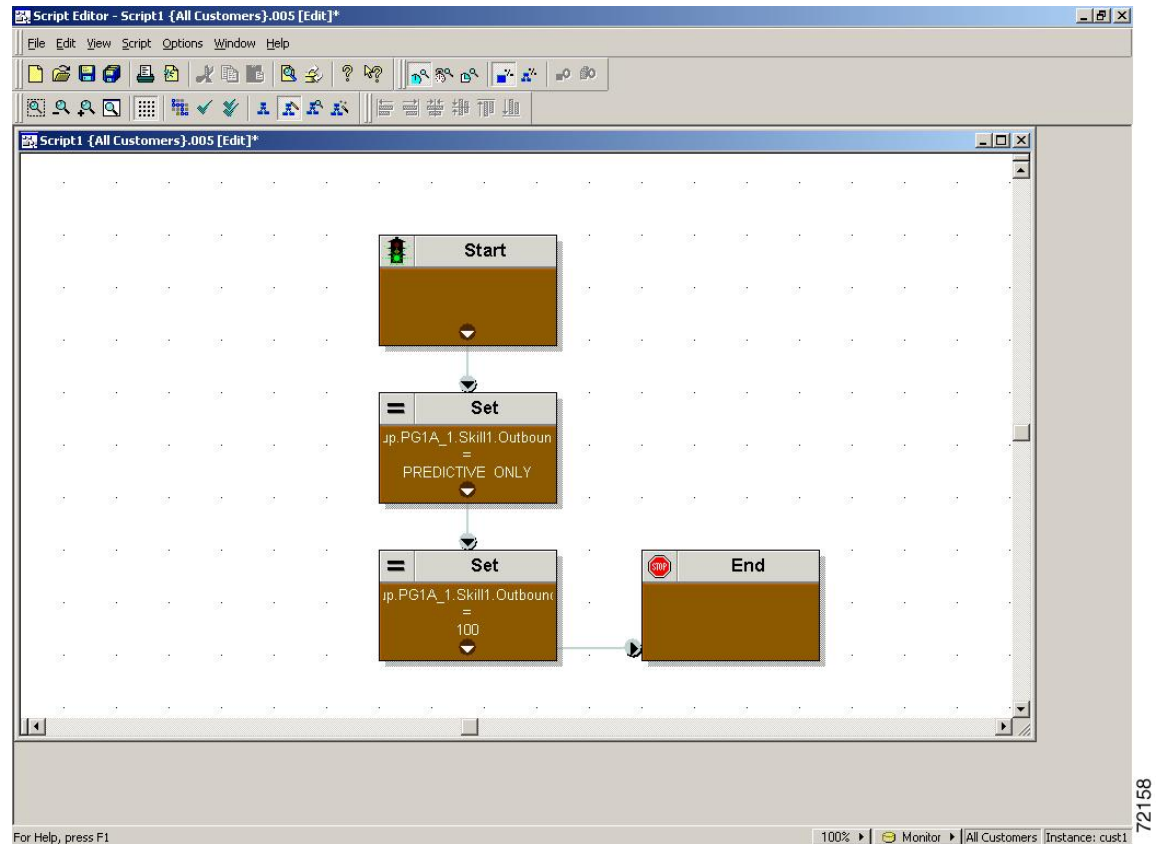 Script Editor - Script1 {All Customers}.005 [Edit]*
File Edit View Script Options Window Help
Script1 {All Customers}.005 [Edit]*
Start
Set
up.PG1A_1.Skill1.Outboun
=
PREDICTIVE ONLY
Set
End
STOP
up.PG1A_1.Skill1.Outbound
=
100
For Help, press F1
100% Monitor All Customers Instance: cust1
72158